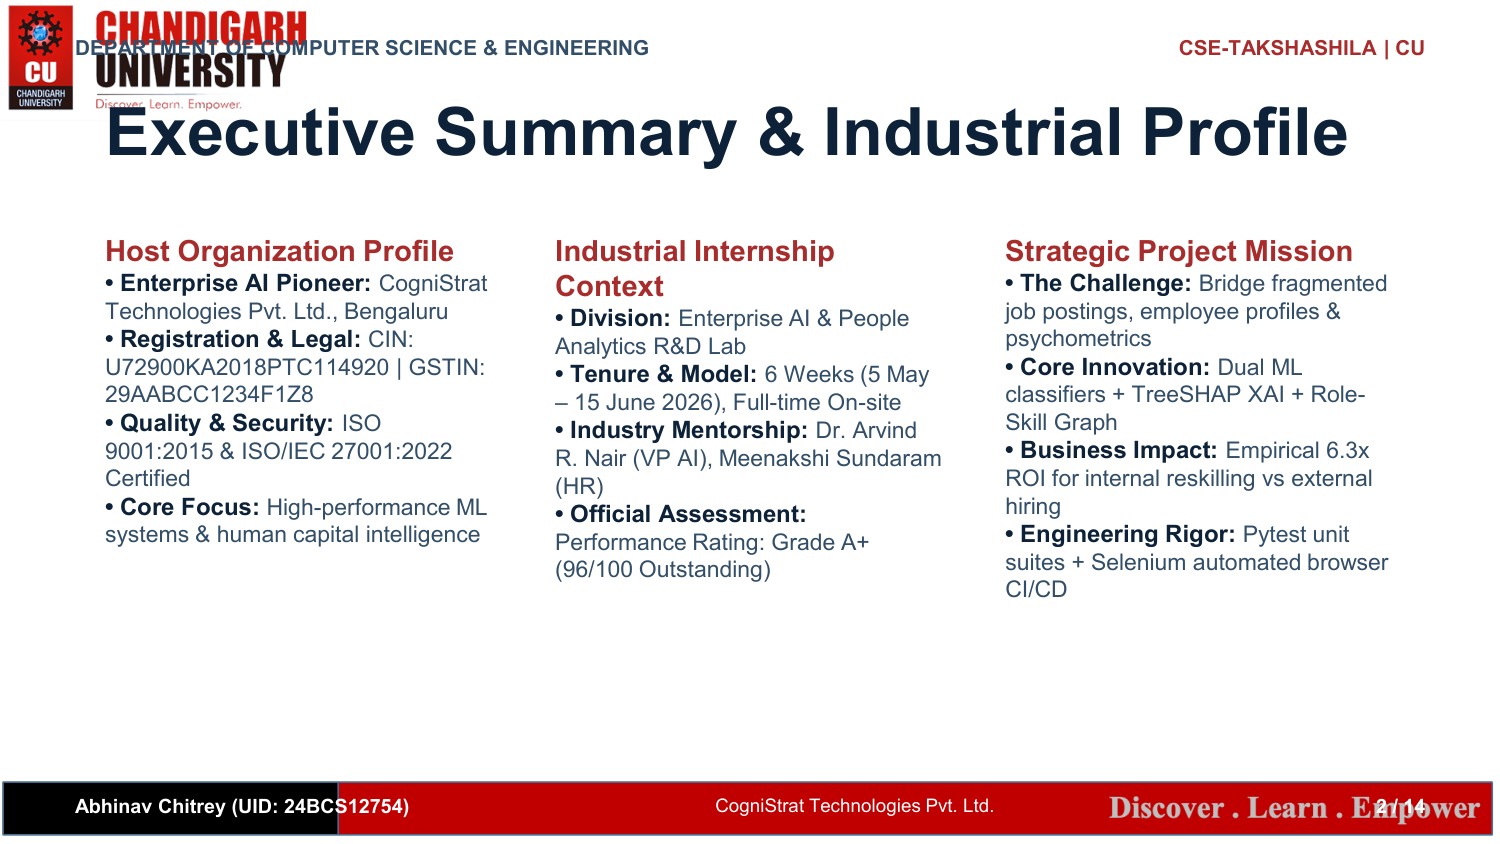 CHANDIGARH
UNIVERSITY
Discover. Learn. Empower.
CU
CHANDIGARH
UNIVERSITY
DEPARTMENT OF COMPUTER SCIENCE & ENGINEERING
CSE-TAKSHASHILA | CU
Executive Summary & Industrial Profile
Host Organization Profile
• Enterprise AI Pioneer: CogniStrat
Technologies Pvt. Ltd., Bengaluru
• Registration & Legal: CIN:
U72900KA2018PTC114920 | GSTIN:
29AABCC1234F1Z8
• Quality & Security: ISO
9001:2015 & ISO/IEC 27001:2022
Certified
• Core Focus: High-performance ML
systems & human capital intelligence
Industrial Internship
Context
• Division: Enterprise AI & People
Analytics R&D Lab
• Tenure & Model: 6 Weeks (5 May
– 15 June 2026), Full-time On-site
• Industry Mentorship: Dr. Arvind
R. Nair (VP AI), Meenakshi Sundaram
(HR)
• Official Assessment:
Performance Rating: Grade A+
(96/100 Outstanding)
Strategic Project Mission
• The Challenge: Bridge fragmented
job postings, employee profiles &
psychometrics
• Core Innovation: Dual ML
classifiers + TreeSHAP XAI + Role-
Skill Graph
• Business Impact: Empirical 6.3x
ROI for internal reskilling vs external
hiring
• Engineering Rigor: Pytest unit
suites + Selenium automated browser
CI/CD
Abhinav Chitrey (UID: 24BCS12754)
CogniStrat Technologies Pvt. Ltd.
Discover . Learn . Empower
2 / 14